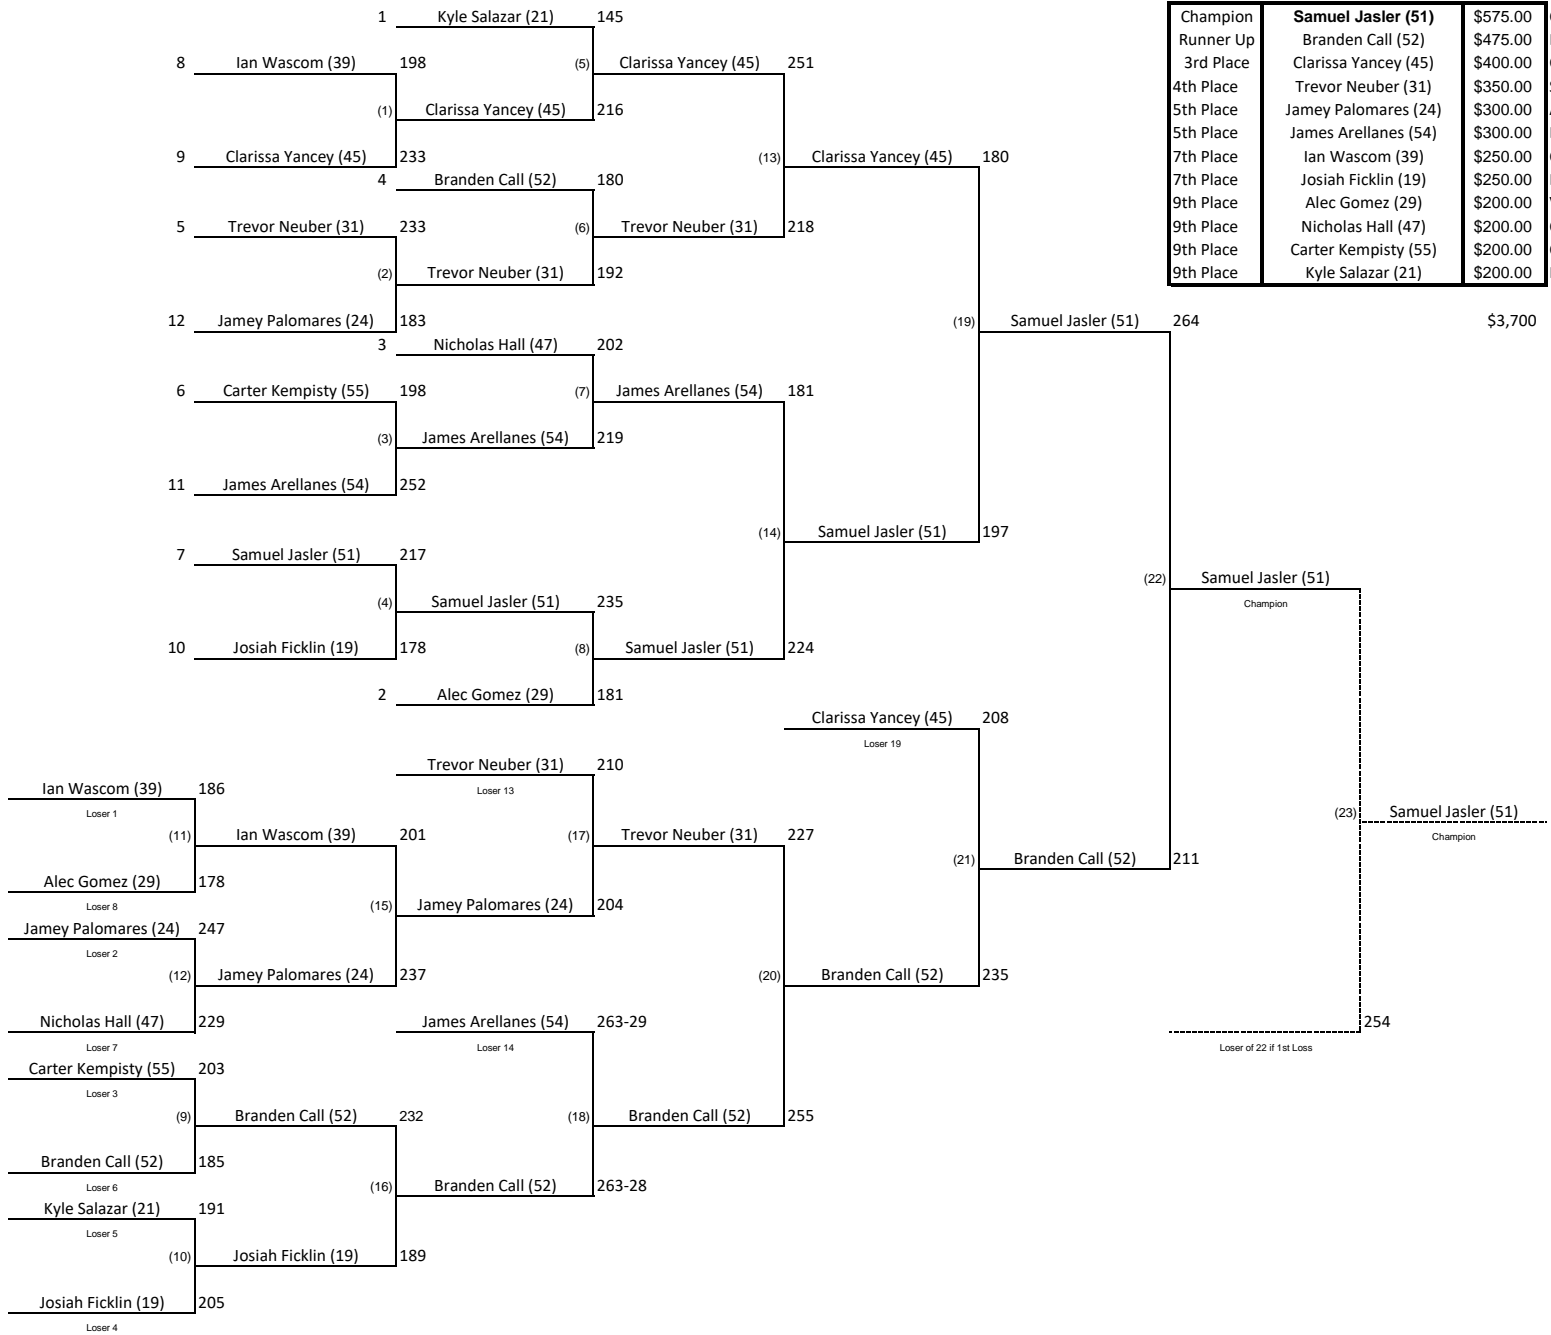 1 Kyle Salazar (21) 145
Champion Samuel Jasler (51) $575.00
Runner Up Branden Call (52) $475.00
8 Ian Wascom (39) 198
(5) Clarissa Yancey (45) 251
3rd Place Clarissa Yancey (45) $400.00
4th Place Trevor Neuber (31) $350.00
(1) Clarissa Yancey (45) 216
5th Place Jamey Palomares (24) $300.00
5th Place James Arellanes (54) $300.00
9 Clarissa Yancey (45) 233
(13) Clarissa Yancey (45) 180
7th Place Ian Wascom (39) $250.00
4 Branden Call (52) 180
7th Place Josiah Ficklin (19) $250.00
9th Place Alec Gomez (29) $200.00
5 Trevor Neuber (31) 233
(6) Trevor Neuber (31) 218
9th Place Nicholas Hall (47) $200.00
9th Place Carter Kempisty (55) $200.00
(2) Trevor Neuber (31) 192
9th Place Kyle Salazar (21) $200.00
12 Jamey Palomares (24) 183
(19) Samuel Jasler (51) 264
$3,700
3 Nicholas Hall (47) 202
6 Carter Kempisty (55) 198
(7) James Arellanes (54) 181
(3) James Arellanes (54) 219
11 James Arellanes (54) 252
(14) Samuel Jasler (51) 197
7 Samuel Jasler (51) 217
(22) Samuel Jasler (51)
Champion
(4) Samuel Jasler (51) 235
10 Josiah Ficklin (19) 178
(8) Samuel Jasler (51) 224
2 Alec Gomez (29) 181
Clarissa Yancey (45) 208
Loser 19
Trevor Neuber (31) 210
Loser 13
Ian Wascom (39) 186
Loser 1
(23) Samuel Jasler (51)
Champion
(11) Ian Wascom (39) 201
(17) Trevor Neuber (31) 227
(21) Branden Call (52) 211
Alec Gomez (29) 178
Loser 8
(15) Jamey Palomares (24) 204
Jamey Palomares (24) 247
Loser 2
(12) Jamey Palomares (24) 237
(20) Branden Call (52) 235
Nicholas Hall (47) 229
Loser 7
James Arellanes (54) 263-29
Loser 14
254
Loser of 22 if 1st Loss
Carter Kempisty (55) 203
Loser 3
(9) Branden Call (52) 232
(18) Branden Call (52) 255
Branden Call (52) 185
Loser 6
(16) Branden Call (52) 263-28
Kyle Salazar (21) 191
Loser 5
(10) Josiah Ficklin (19) 189
Josiah Ficklin (19) 205
Loser 4